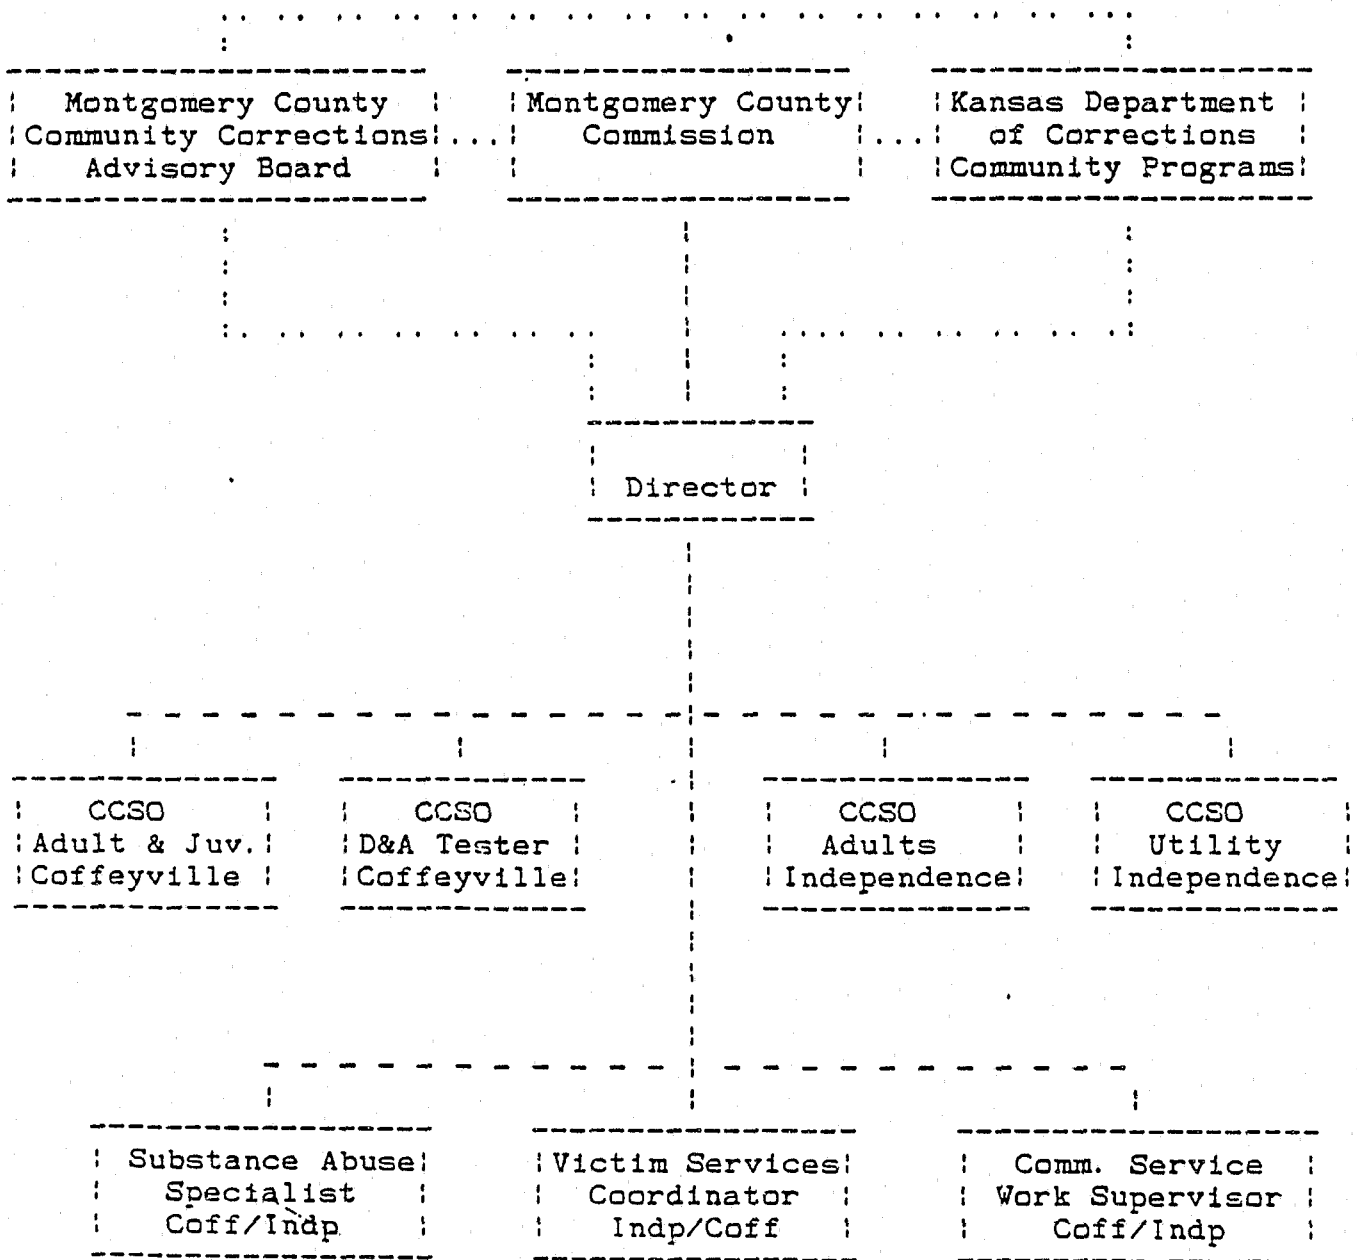 Montgomery County
Community Corrections
Advisory Board
Montgomery County
Commission
Kansas Department
of Corrections
Community Programs
Director
CCSO
Adult & Juv.
Coffeyville
CCSO
D&A Tester
Coffeyville
CCSO
Adults
Independence
CCSO
Utility
Independence
Substance Abuse
Specialist
Coff/Indp
Victim Services
Coordinator
Indp/Coff
Comm. Service
Work Supervisor
Coff/Indp